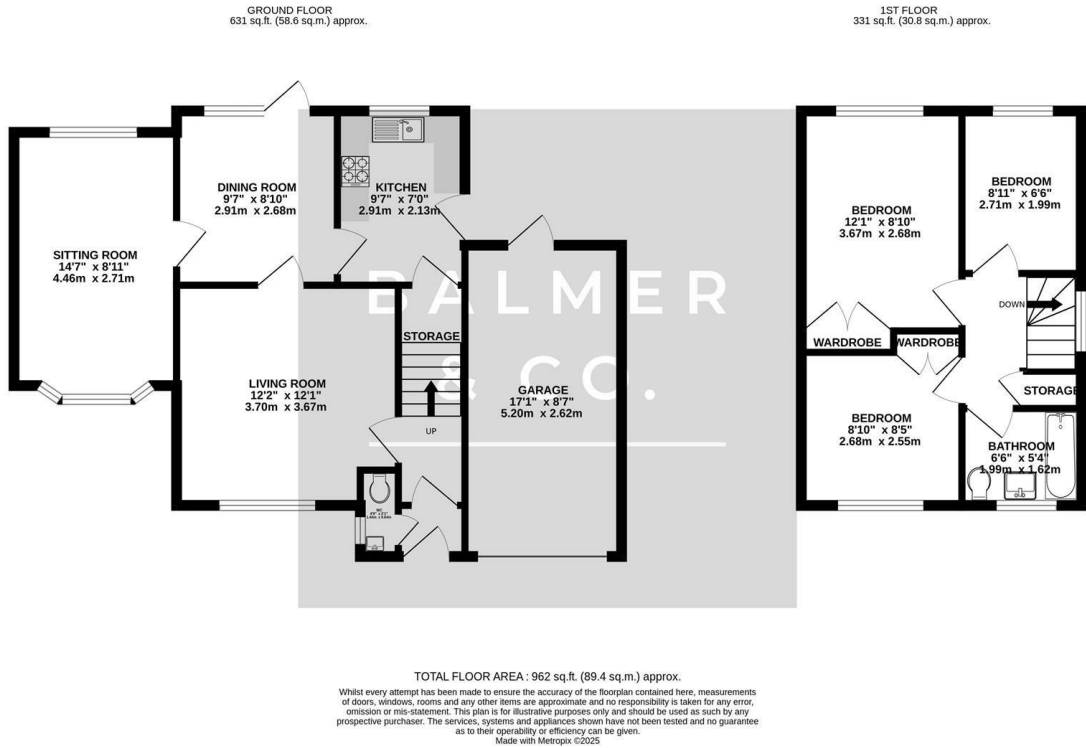 GROUND FLOOR
631 sq.ft. (58.6 sq.m.) approx.
1ST FLOOR
331 sq.ft. (30.8 sq.m.) approx.
DINING ROOM
9'7" x 8'10"
2.91m x 2.68m
KITCHEN
9'7" x 7'0"
2.91m x 2.13m
SITTING ROOM
14'7" x 8'11"
4.46m x 2.71m
LIVING ROOM
12'2" x 12'1"
3.70m x 3.67m
STORAGE
UP
WC
GARAGE
17'1" x 8'7"
5.20m x 2.62m
BALMER
& CO.
BEDROOM
12'1" x 8'10"
3.67m x 2.68m
BEDROOM
8'11" x 6'6"
2.71m x 1.99m
DOWN
WARDROBE
WARDROBE
STORAGE
BEDROOM
8'10" x 8'5"
2.68m x 2.55m
BATHROOM
6'6" x 5'4"
1.99m x 1.62m
TOTAL FLOOR AREA : 962 sq.ft. (89.4 sq.m.) approx.
Whilst every attempt has been made to ensure the accuracy of the floorplan contained here, measurements
of doors, windows, rooms and any other items are approximate and no responsibility is taken for any error,
omission or mis-statement. This plan is for illustrative purposes only and should be used as such by any
prospective purchaser. The services, systems and appliances shown have not been tested and no guarantee
as to their operability or efficiency can be given.
Made with Metropix ©2025